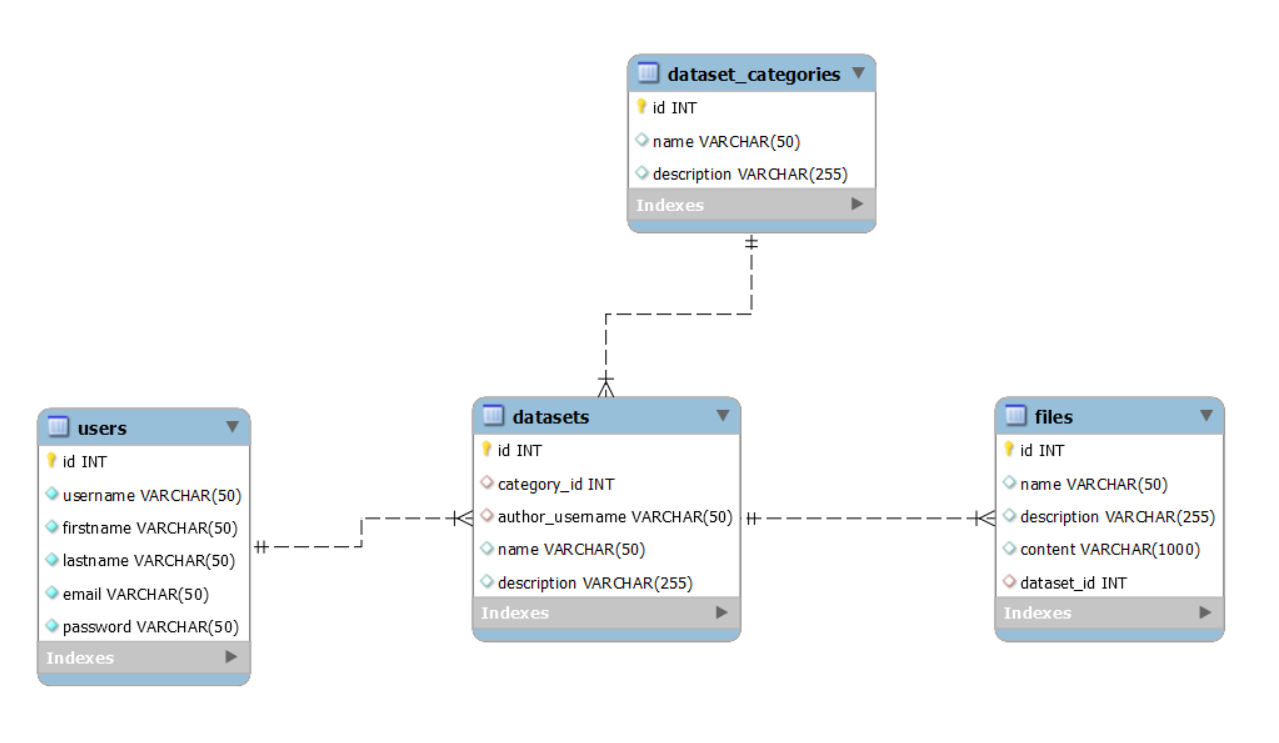 dataset_categories
id INT
name VARCHAR(50)
description VARCHAR(255)
Indexes
users
id INT
username VARCHAR(50)
firstname VARCHAR(50)
lastname VARCHAR(50)
email VARCHAR(50)
password VARCHAR(50)
Indexes
datasets
id INT
category_id INT
author_username VARCHAR(50)
name VARCHAR(50)
description VARCHAR(255)
Indexes
files
id INT
name VARCHAR(50)
description VARCHAR(255)
content VARCHAR(1000)
dataset_id INT
Indexes